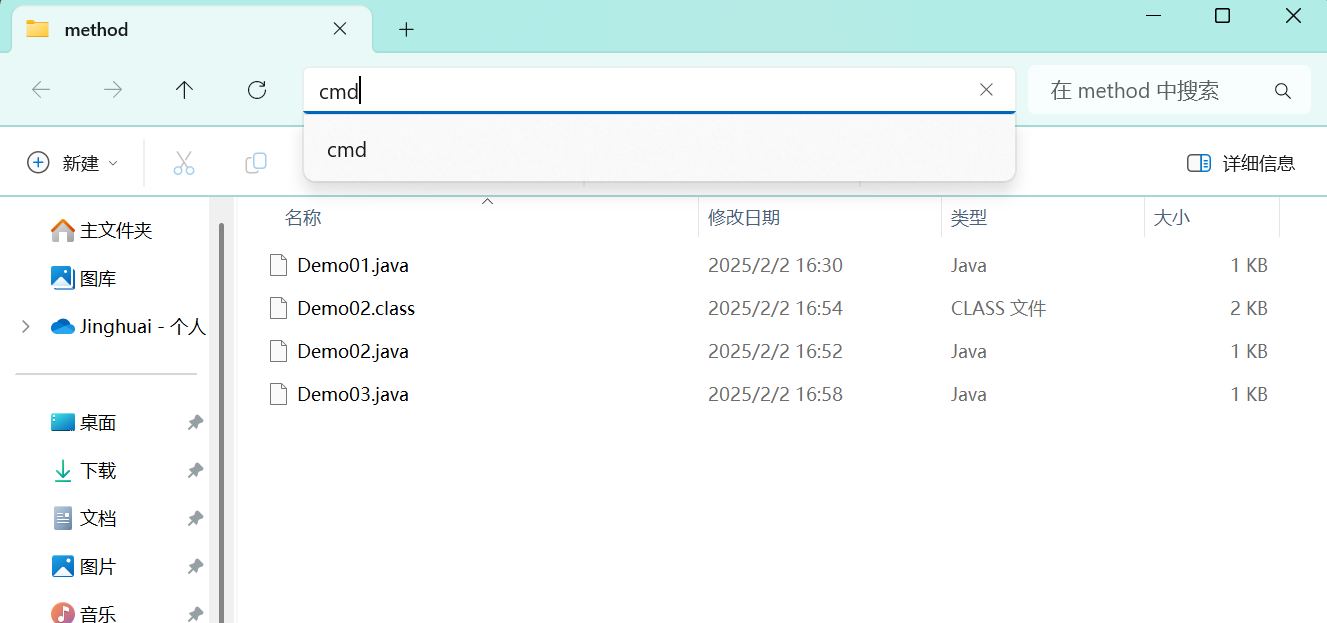 method
cmd
在 method 中搜索
cmd
新建
详细信息
名称 修改日期 类型 大小
主文件夹
图库
Jinghuai - 个人
桌面
下载
文档
图片
音乐
Demo01.java 2025/2/2 16:30 Java 1 KB
Demo02.class 2025/2/2 16:54 CLASS 文件 2 KB
Demo02.java 2025/2/2 16:52 Java 1 KB
Demo03.java 2025/2/2 16:58 Java 1 KB